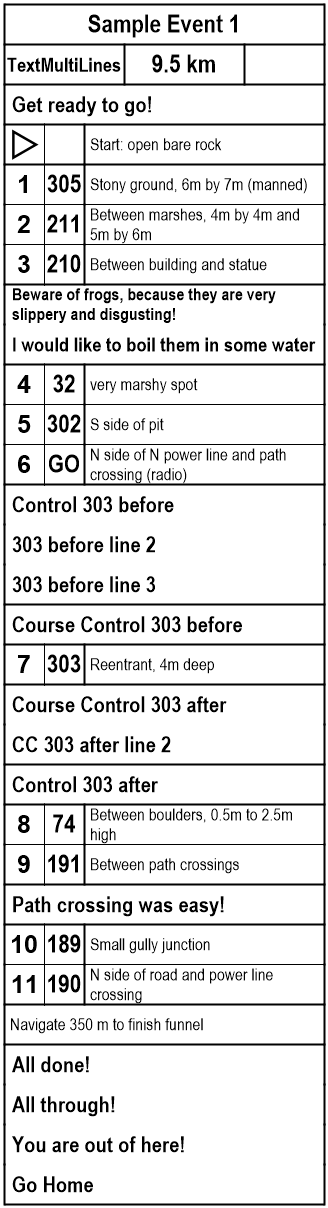 Sample Event 1
TextMultiLines 9.5 km
Get ready to go!
Start: open bare rock
1 305 Stony ground, 6m by 7m (manned)
2 211 Between marshes, 4m by 4m and
5m by 6m
3 210 Between building and statue
Beware of frogs, because they are very
slippery and disgusting!
I would like to boil them in some water
4 32 very marshy spot
5 302 S side of pit
6 GO N side of N power line and path
crossing (radio)
Control 303 before
303 before line 2
303 before line 3
Course Control 303 before
7 303 Reentrant, 4m deep
Course Control 303 after
CC 303 after line 2
Control 303 after
8 74 Between boulders, 0.5m to 2.5m
high
9 191 Between path crossings
Path crossing was easy!
10 189 Small gully junction
11 190 N side of road and power line
crossing
Navigate 350 m to finish funnel
All done!
All through!
You are out of here!
Go Home